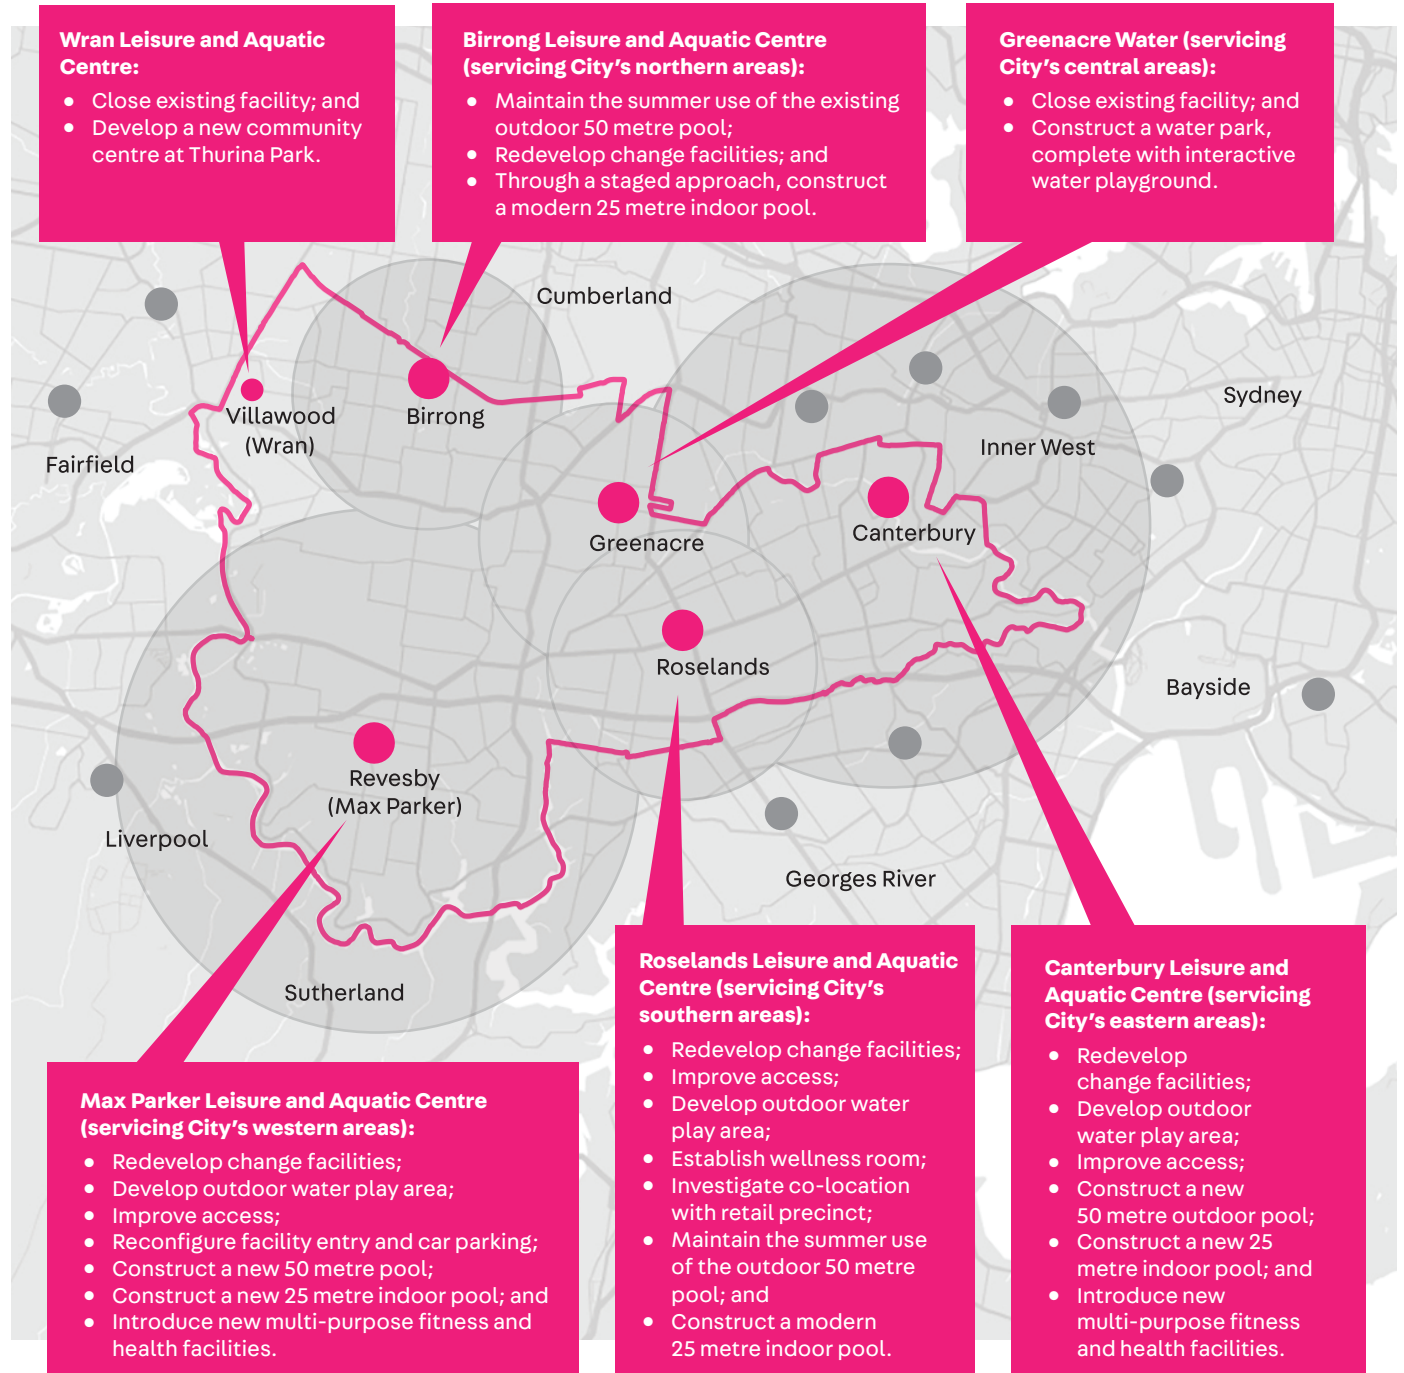 Wran Leisure and Aquatic
Centre:
• Close existing facility; and
• Develop a new community
centre at Thurina Park.
Birrong Leisure and Aquatic Centre
(servicing City's northern areas):
• Maintain the summer use of the existing
outdoor 50 metre pool;
• Redevelop change facilities; and
• Through a staged approach, construct
a modern 25 metre indoor pool.
Greenacre Water (servicing
City's central areas):
• Close existing facility; and
• Construct a water park,
complete with interactive
water playground.
Cumberland
Sydney
Villawood
(Wran)
Birrong
Inner West
Fairfield
Canterbury
Greenacre
Roselands
Bayside
Revesby
(Max Parker)
Liverpool
Georges River
Sutherland
Max Parker Leisure and Aquatic Centre
(servicing City's western areas):
• Redevelop change facilities;
• Develop outdoor water play area;
• Improve access;
• Reconfigure facility entry and car parking;
• Construct a new 50 metre pool;
• Construct a new 25 metre indoor pool; and
• Introduce new multi-purpose fitness and
health facilities.
Roselands Leisure and Aquatic
Centre (servicing City's
southern areas):
• Redevelop change facilities;
• Improve access;
• Develop outdoor water
play area;
• Establish wellness room;
• Investigate co-location
with retail precinct;
• Maintain the summer use
of the outdoor 50 metre
pool; and
• Construct a modern
25 metre indoor pool.
Canterbury Leisure and
Aquatic Centre (servicing
City's eastern areas):
• Redevelop
change facilities;
• Develop outdoor
water play area;
• Improve access;
• Construct a new
50 metre outdoor pool;
• Construct a new 25
metre indoor pool; and
• Introduce new
multi-purpose fitness
and health facilities.